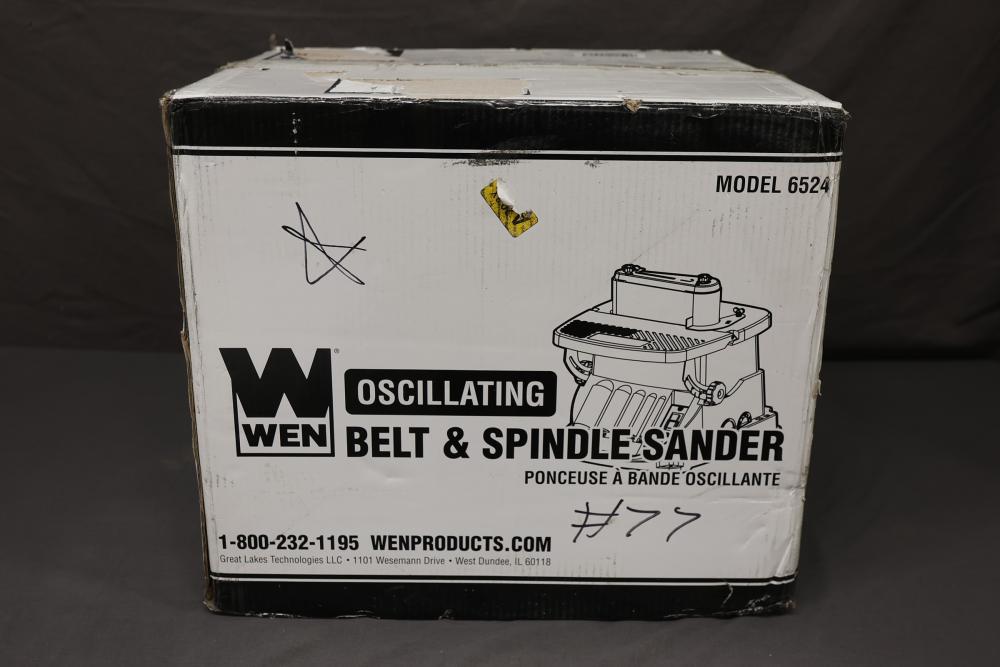 MODEL 6524
WEN
OSCILLATING
BELT & SPINDLE SANDER
PONCEUSE À BANDE OSCILLANTE
#77
1-800-232-1195 WENPRODUCTS.COM
Great Lakes Technologies LLC • 1101 Wesemann Drive • West Dundee, IL 60118